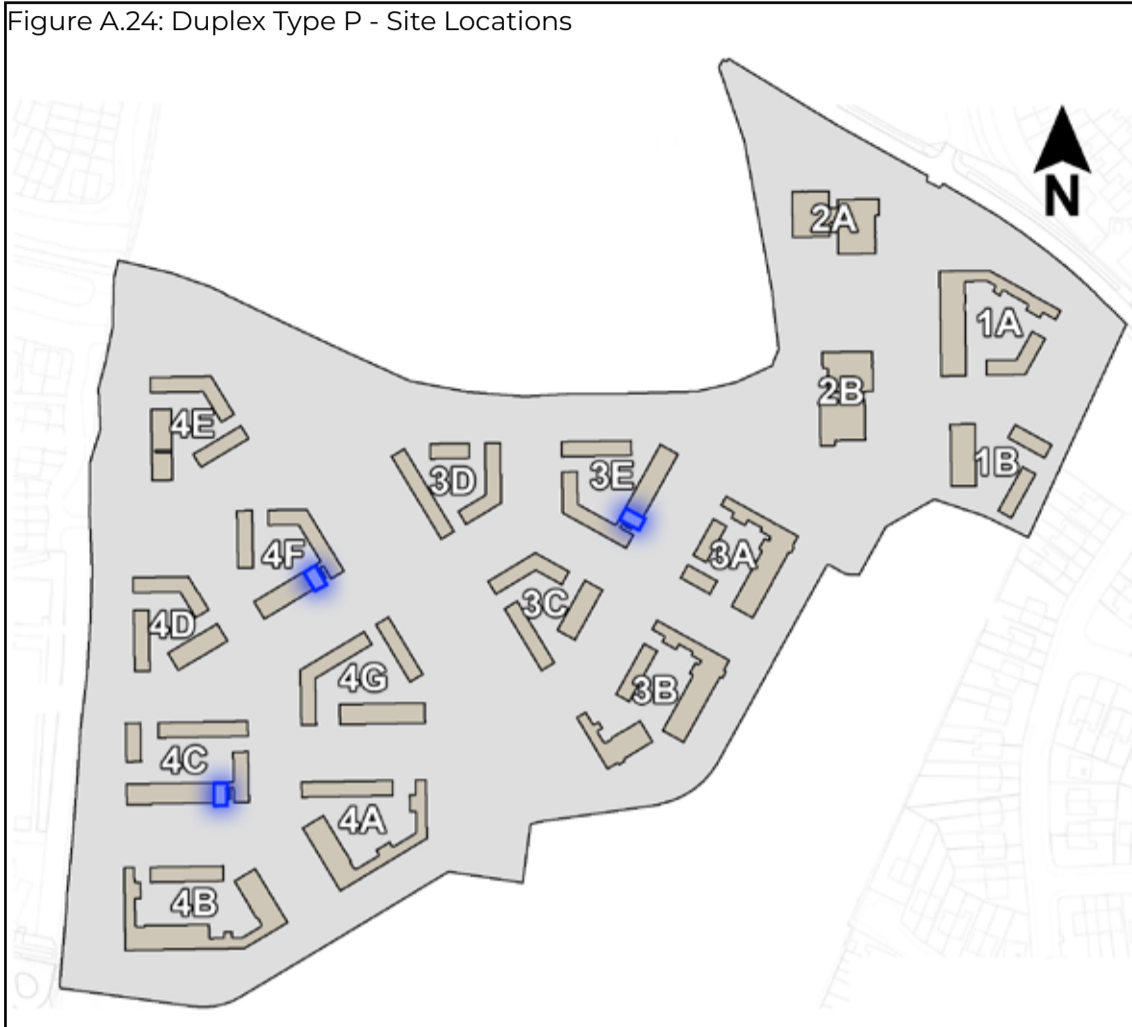 Figure A.24: Duplex Type P - Site Locations
N
2A
1A
2B
1B
4E
3D
3E
4F
3A
3C
4D
4G
3B
4C
4A
4B